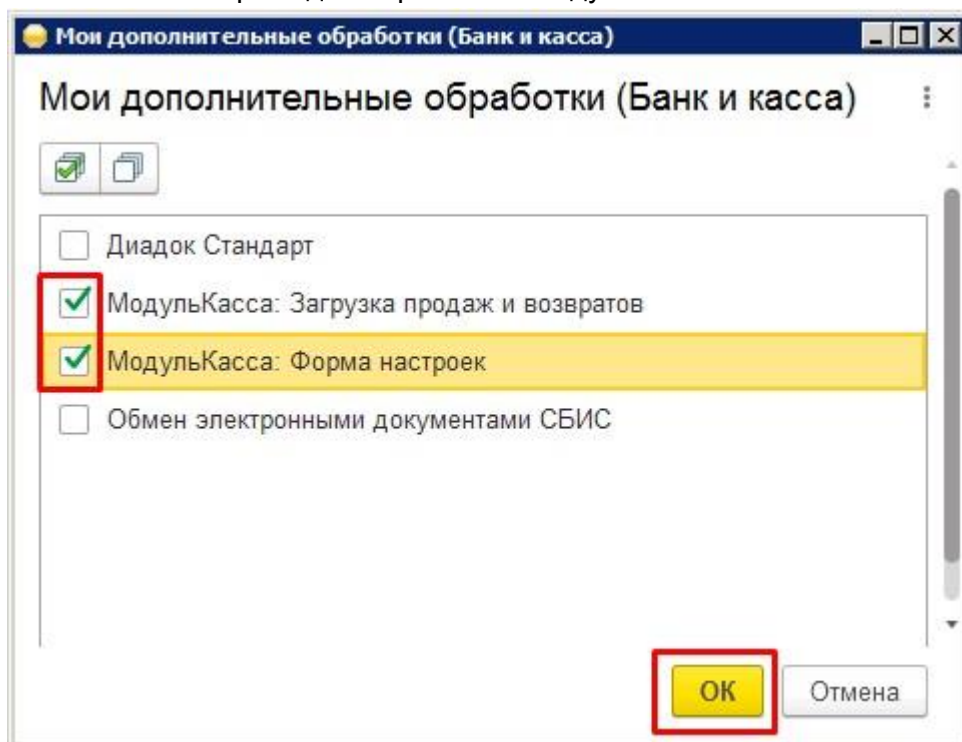 Мои дополнительные обработки (Банк и касса)
Мои дополнительные обработки (Банк и касса)
Диадок Стандарт
МодульКасса: Загрузка продаж и возвратов
МодульКасса: Форма настроек
Обмен электронными документами СБИС
ОК Отмена